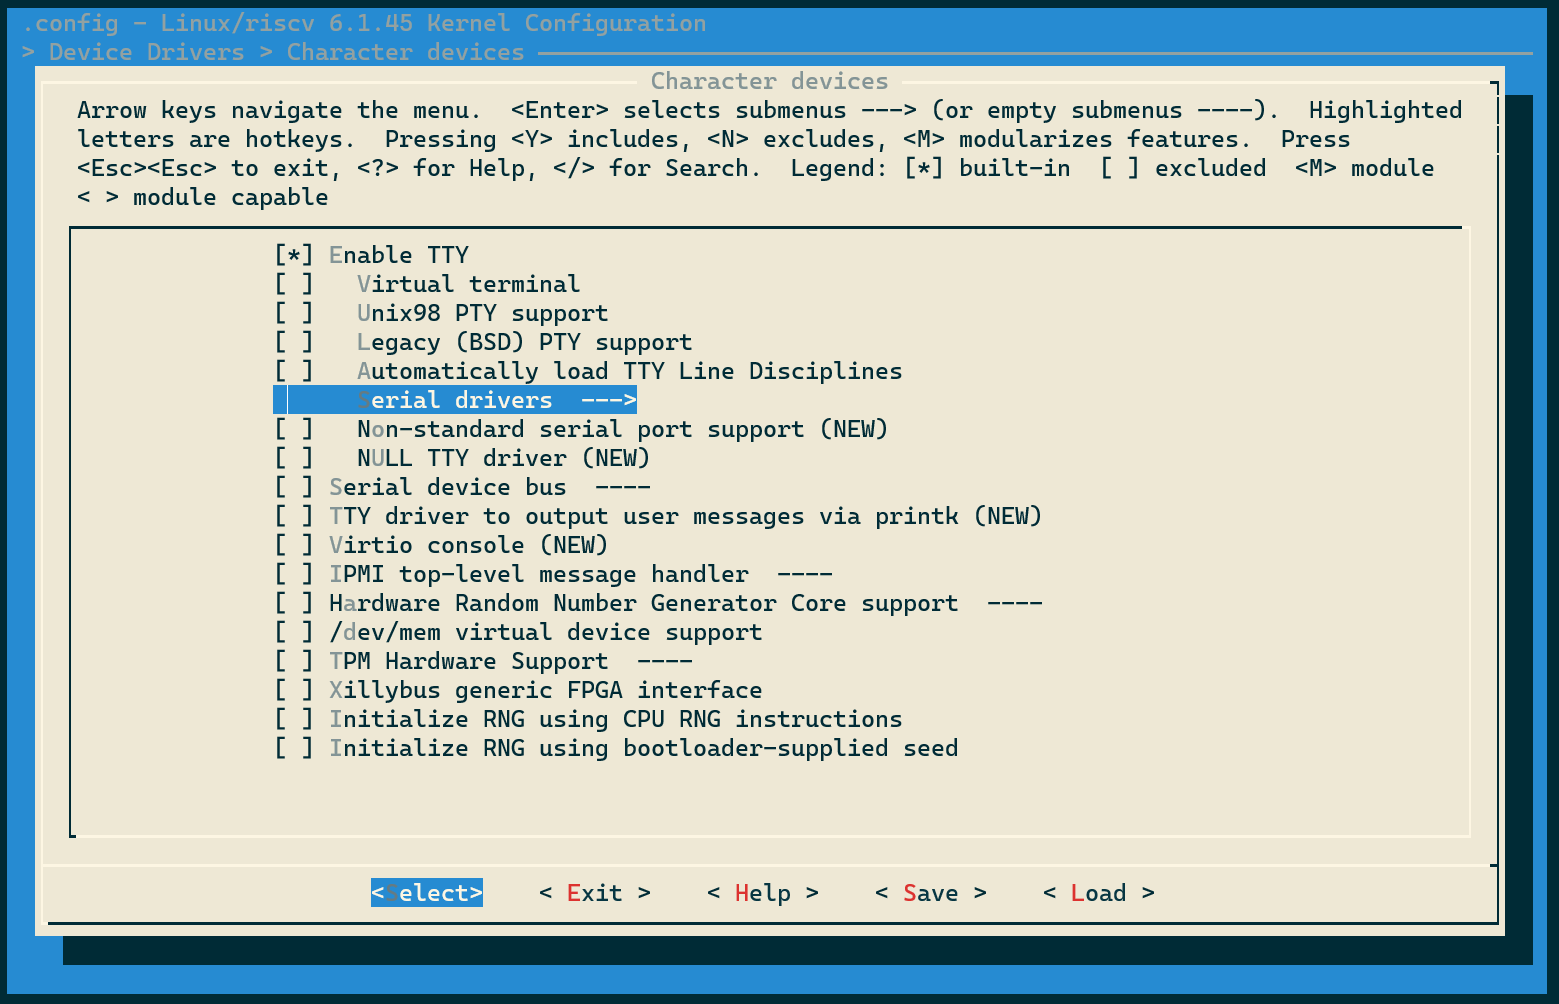 .config - Linux/riscv 6.1.45 Kernel Configuration
> Device Drivers > Character devices
Character devices
Arrow keys navigate the menu.  <Enter> selects submenus ---> (or empty submenus ----).  Highlighted
letters are hotkeys.  Pressing <Y> includes, <N> excludes, <M> modularizes features.  Press
<Esc><Esc> to exit, <?> for Help, </> for Search.  Legend: [*] built-in  [ ] excluded  <M> module
< > module capable
[*] Enable TTY
[ ]   Virtual terminal
[ ]   Unix98 PTY support
[ ]   Legacy (BSD) PTY support
[ ]   Automatically load TTY Line Disciplines
Serial drivers  --->
[ ]   Non-standard serial port support (NEW)
[ ]   NULL TTY driver (NEW)
[ ] Serial device bus  ----
[ ] TTY driver to output user messages via printk (NEW)
[ ] Virtio console (NEW)
[ ] IPMI top-level message handler  ----
[ ] Hardware Random Number Generator Core support  ----
[ ] /dev/mem virtual device support
[ ] TPM Hardware Support  ----
[ ] Xillybus generic FPGA interface
[ ] Initialize RNG using CPU RNG instructions
[ ] Initialize RNG using bootloader-supplied seed
<Select>    < Exit >    < Help >    < Save >    < Load >